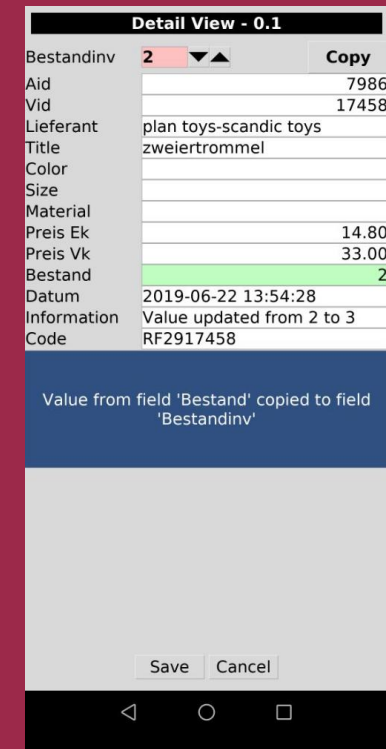 Detail View - 0.1
Bestandinv 2 Copy
Aid 7986
Vid 17458
Lieferant plan toys-scandic toys
Title zweiertrommel
Color
Size
Material
Preis Ek 14.80
Preis Vk 33.00
Bestand 2
Datum 2019-06-22 13:54:28
Information Value updated from 2 to 3
Code RF2917458
Value from field 'Bestand' copied to field
'Bestandinv'
Save Cancel